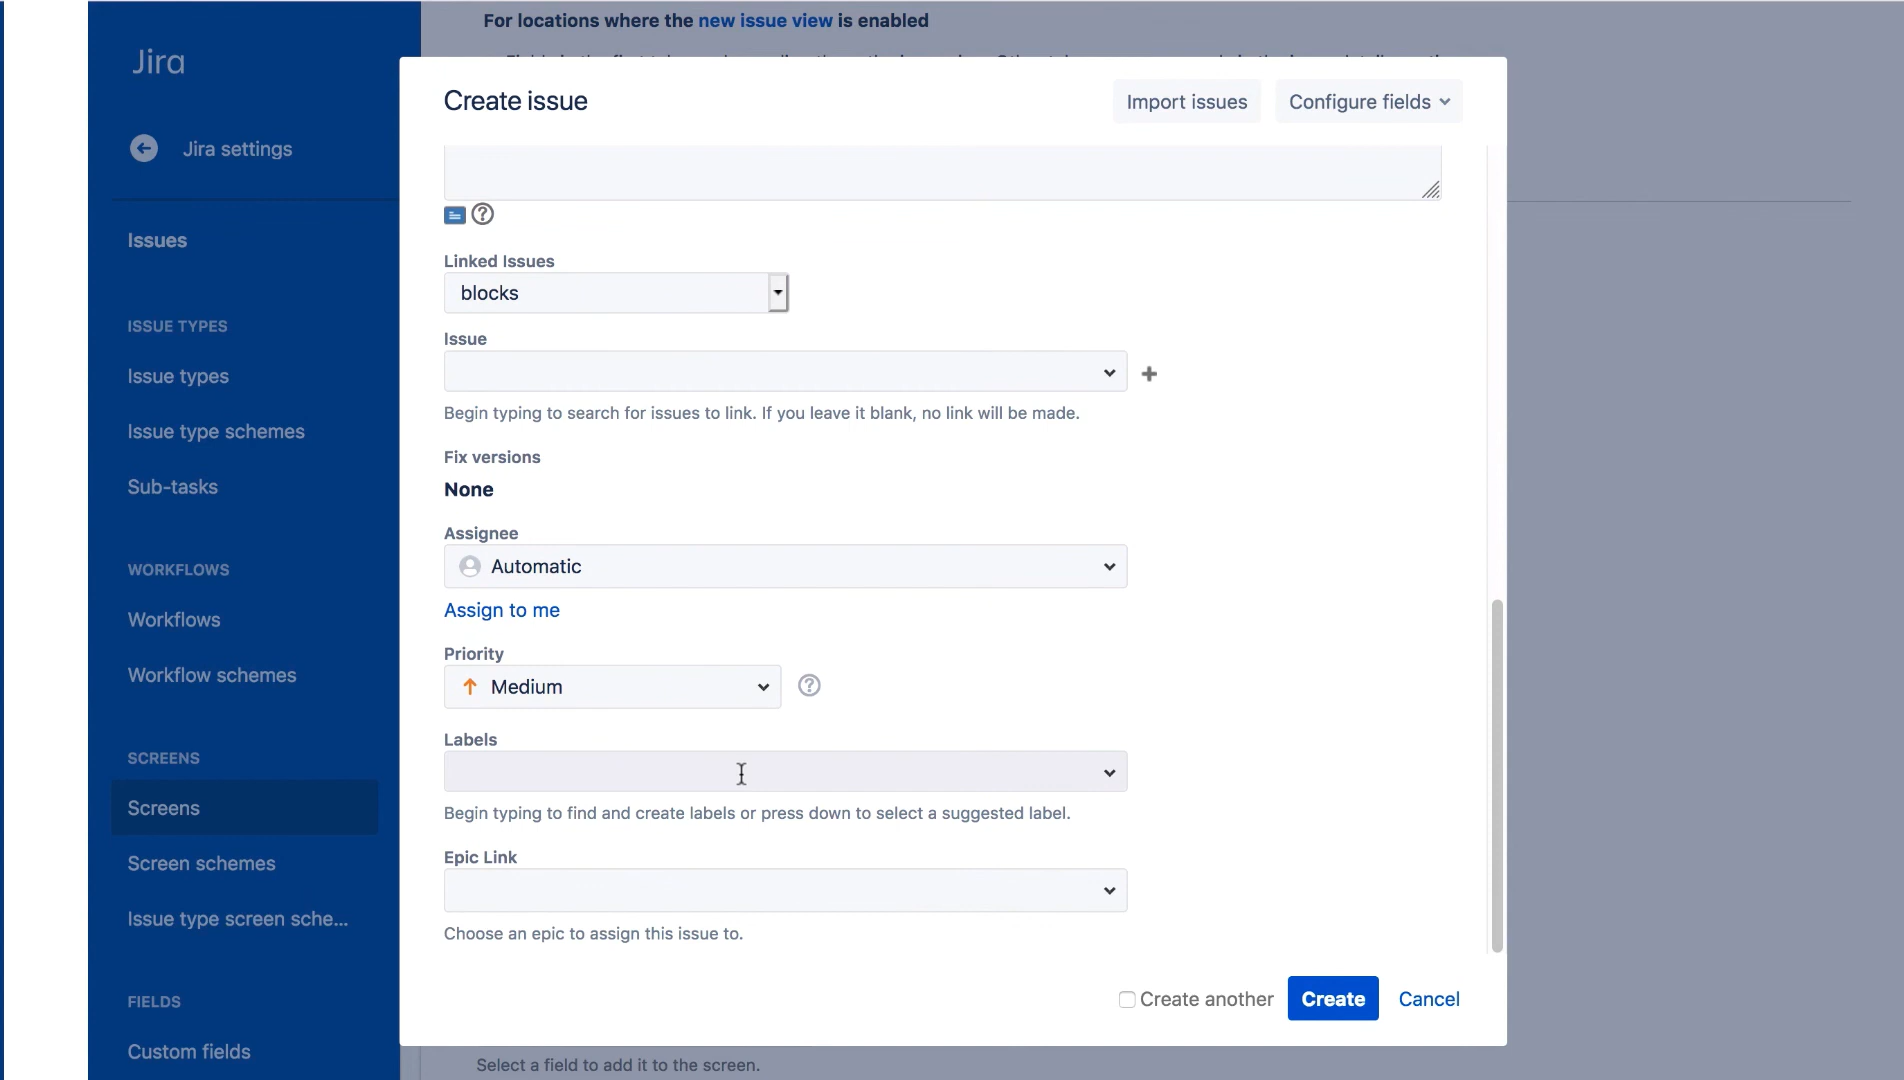 For locations where the new issue view is enabled
Jira
Create issue
Import issues
Configure fields
Jira settings
Issues
Linked Issues
blocks
ISSUE TYPES
Issue
Issue types
Begin typing to search for issues to link. If you leave it blank, no link will be made.
Issue type schemes
Fix versions
None
Sub-tasks
Assignee
Automatic
WORKFLOWS
Assign to me
Workflows
Priority
Workflow schemes
Medium
Labels
SCREENS
Screens
Begin typing to find and create labels or press down to select a suggested label.
Epic Link
Screen schemes
Issue type screen sche...
Choose an epic to assign this issue to.
FIELDS
Create another
Create
Cancel
Custom fields
Select a field to add it to the screen.